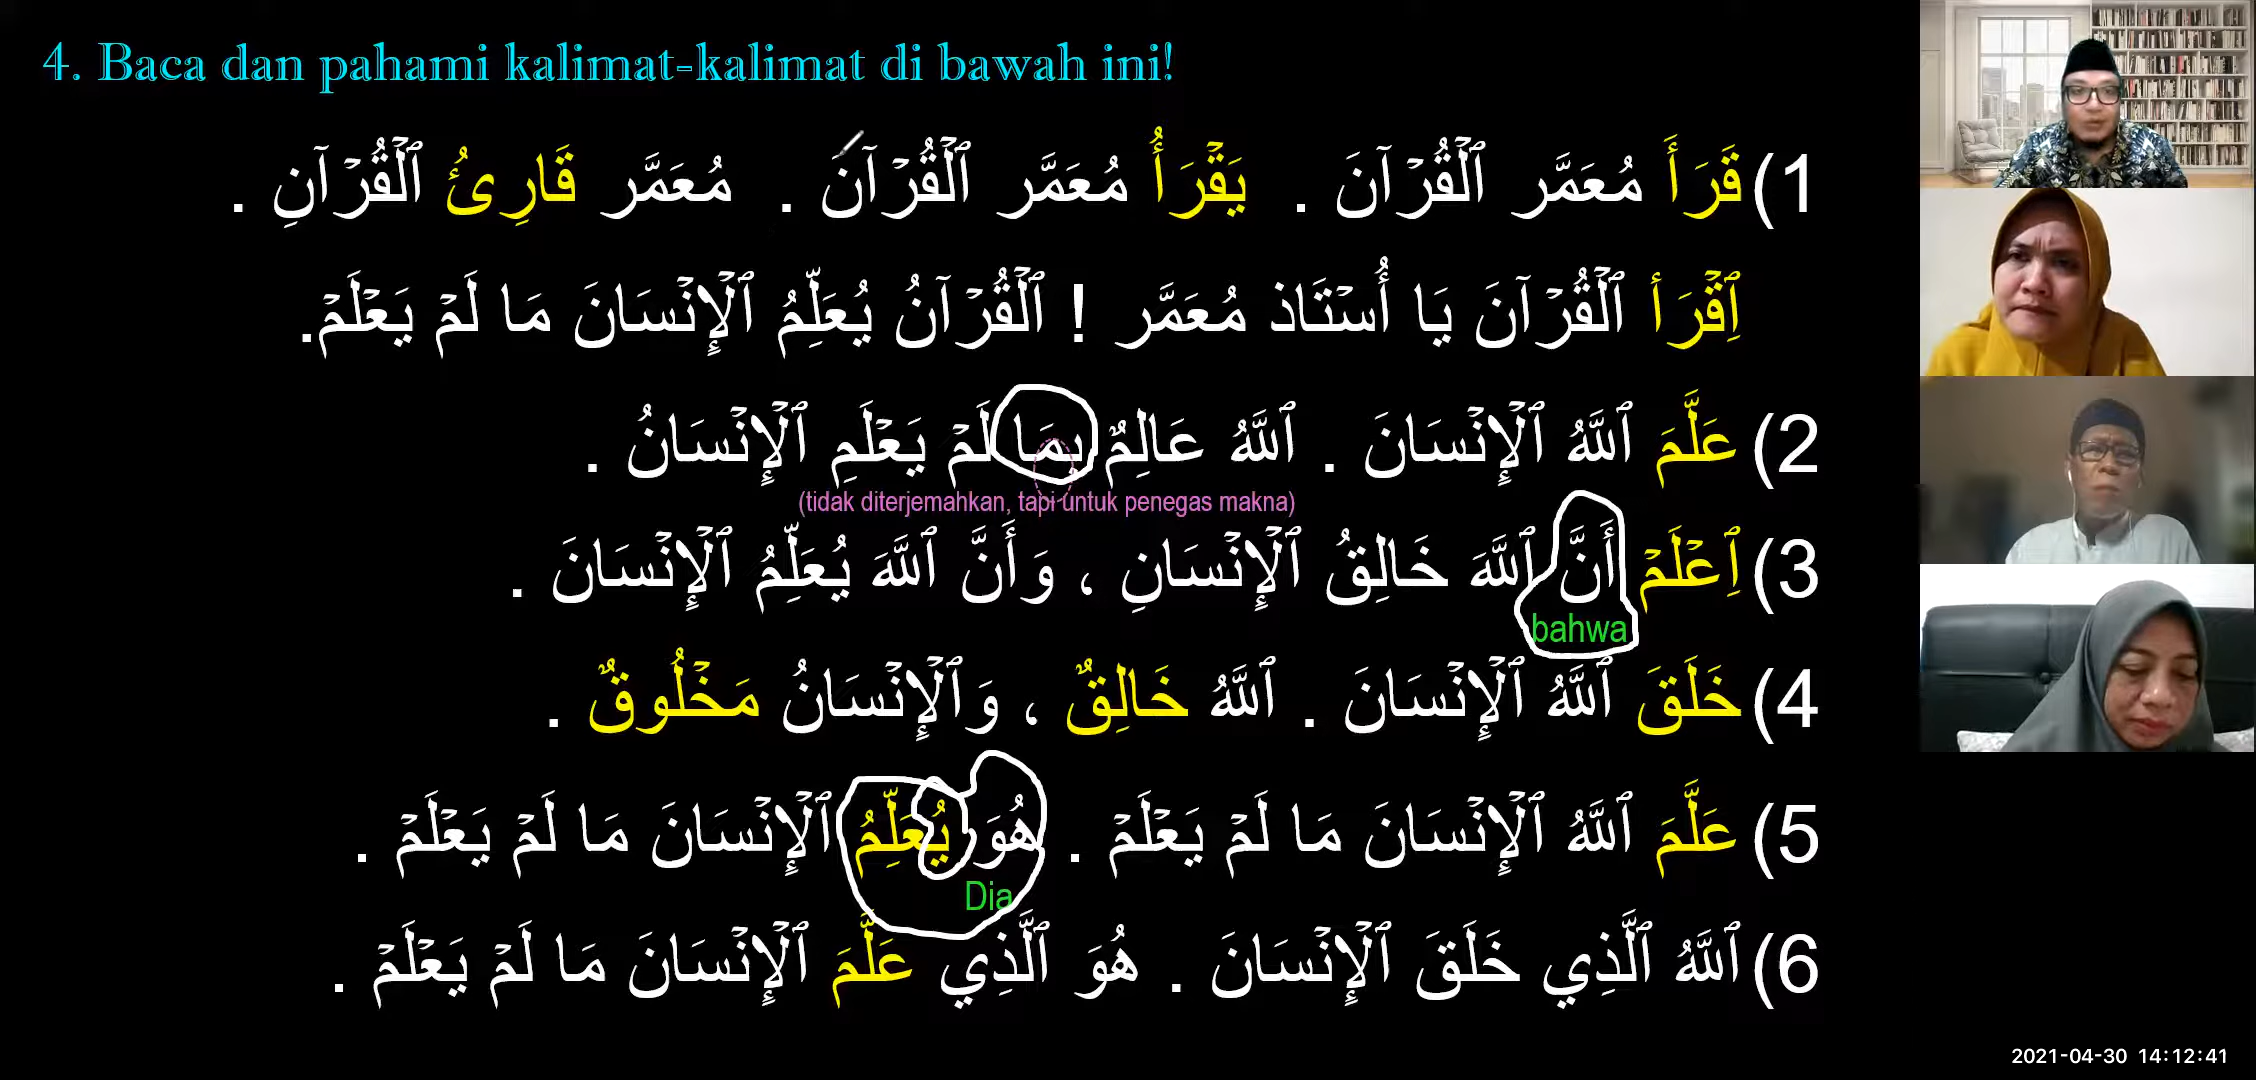 4. Baca dan pahami kalimat-kalimat di bawah ini!
1) قَرَأَ مُعَمَّر ٱلْقُرْآنَ . يَقْرَأُ مُعَمَّر ٱلْقُرْآنَ . مُعَمَّر قَارِئُ ٱلْقُرْآنِ .
اِقْرَأ ٱلْقُرْآنَ يَا أُسْتَاذ مُعَمَّر ! ٱلْقُرْآنُ يُعَلِّمُ ٱلْإِنْسَانَ مَا لَمْ يَعْلَمْ.
2) عَلَّمَ ٱللَّهُ ٱلْإِنْسَانَ . ٱللَّهُ عَالِمٌ بِمَا لَمْ يَعْلَمِ ٱلْإِنْسَانُ .
(tidak diterjemahkan, tapi untuk penegas makna)
3) اِعْلَمْ أَنَّ ٱللَّهَ خَالِقُ ٱلْإِنْسَانِ ، وَأَنَّ ٱللَّهَ يُعَلِّمُ ٱلْإِنْسَانَ .
bahwa
4) خَلَقَ ٱللَّهُ ٱلْإِنْسَانَ . ٱللَّهُ خَالِقٌ ، وَٱلْإِنْسَانُ مَخْلُوقٌ .
5) عَلَّمَ ٱللَّهُ ٱلْإِنْسَانَ مَا لَمْ يَعْلَمْ . هُوَ يُعَلِّمُ ٱلْإِنْسَانَ مَا لَمْ يَعْلَمْ .
Dia
6) ٱللَّهُ ٱلَّذِي خَلَقَ ٱلْإِنْسَانَ . هُوَ ٱلَّذِي عَلَّمَ ٱلْإِنْسَانَ مَا لَمْ يَعْلَمْ .
2021-04-30 14:12:41